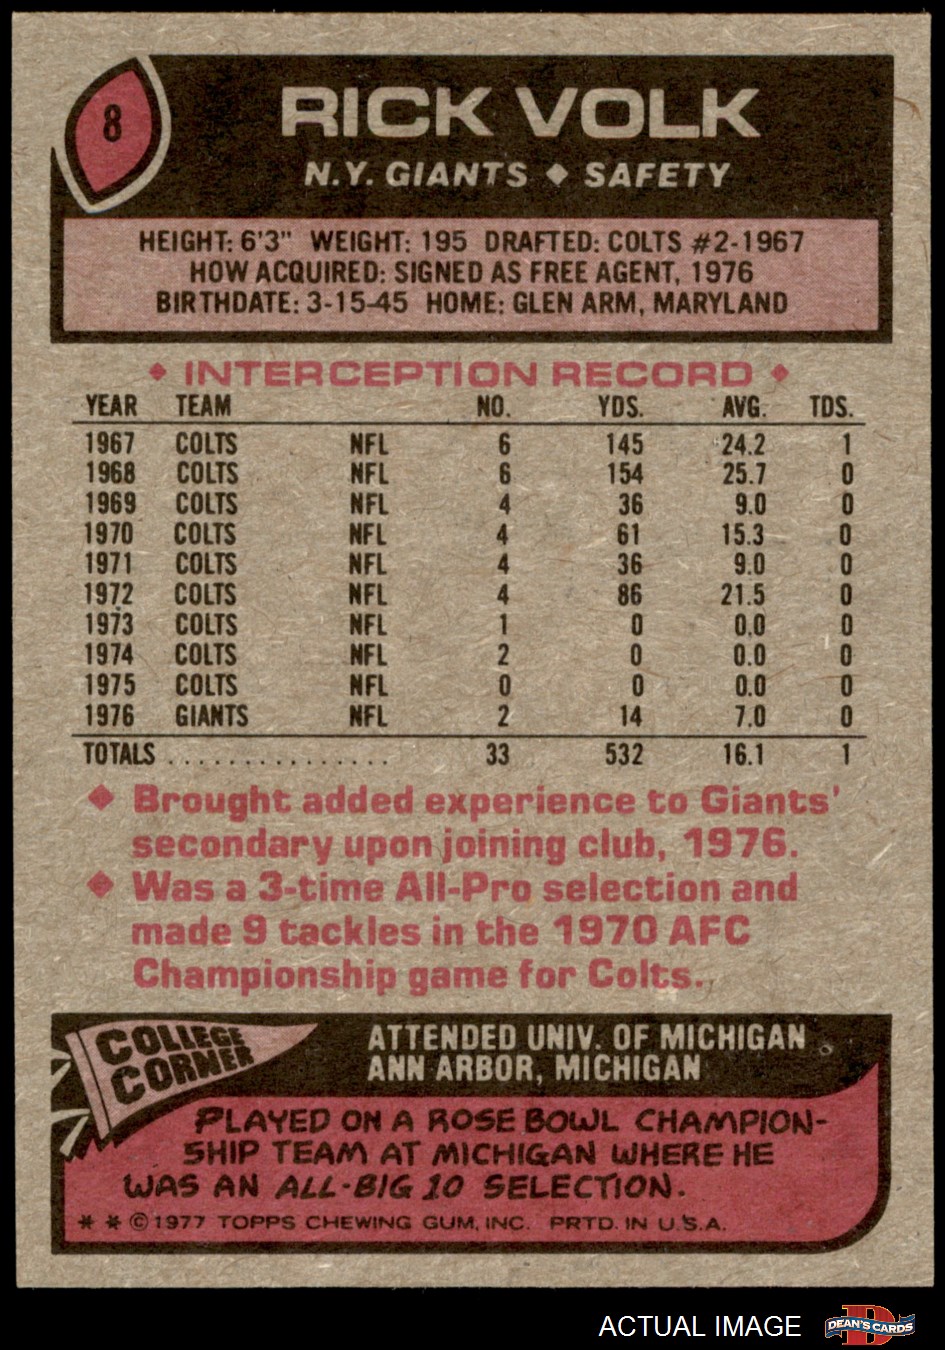 8
RICK VOLK
N.Y. GIANTS ◆ SAFETY
HEIGHT: 6'3" WEIGHT: 195 DRAFTED: COLTS #2-1967
HOW ACQUIRED: SIGNED AS FREE AGENT, 1976
BIRTHDATE: 3-15-45 HOME: GLEN ARM, MARYLAND
◆ INTERCEPTION RECORD ◆
YEAR TEAM NO. YDS. AVG. TDS.
1967 COLTS NFL 6 145 24.2 1
1968 COLTS NFL 6 154 25.7 0
1969 COLTS NFL 4 36 9.0 0
1970 COLTS NFL 4 61 15.3 0
1971 COLTS NFL 4 36 9.0 0
1972 COLTS NFL 4 86 21.5 0
1973 COLTS NFL 1 0 0.0 0
1974 COLTS NFL 2 0 0.0 0
1975 COLTS NFL 0 0 0.0 0
1976 GIANTS NFL 2 14 7.0 0
TOTALS . . . . . . . . . . . . . . . 33 532 16.1 1
◆ Brought added experience to Giants'
secondary upon joining club, 1976.
◆ Was a 3-time All-Pro selection and
made 9 tackles in the 1970 AFC
Championship game for Colts.
COLLEGE
CORNER
ATTENDED UNIV. OF MICHIGAN
ANN ARBOR, MICHIGAN
PLAYED ON A ROSE BOWL CHAMPION-
SHIP TEAM AT MICHIGAN WHERE HE
WAS AN ALL-BIG 10 SELECTION.
* * © 1977 TOPPS CHEWING GUM, INC. PRTD. IN U.S.A.
ACTUAL IMAGE
D
DEAN'S CARDS